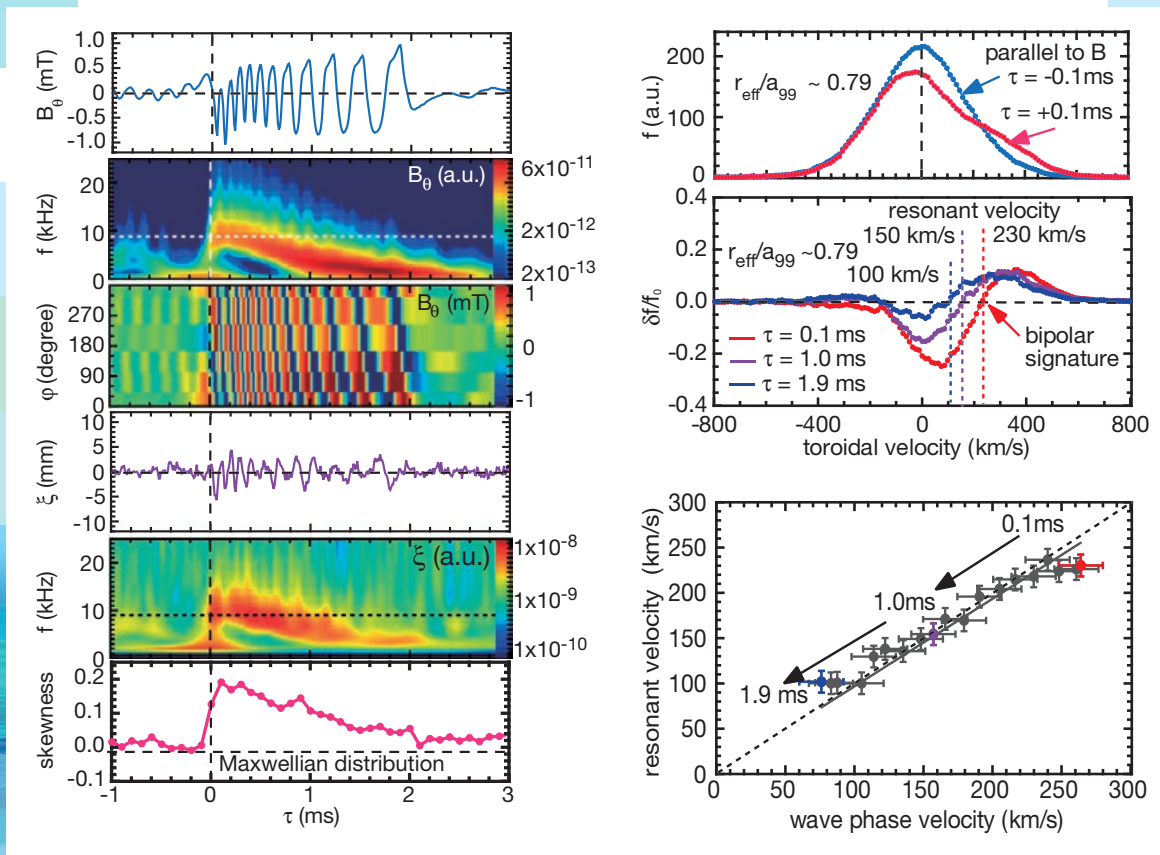 B_θ (mT)
1.0
0.5
0
-0.5
-1.0
f (kHz)
20
10
0
B_θ (a.u.)
6x10⁻¹¹
2x10⁻¹²
2x10⁻¹³
φ (degree)
270
180
90
0
B_θ (mT)
1
0
-1
ξ (mm)
10
5
0
-5
-10
f (kHz)
20
10
0
ξ (a.u.)
1x10⁻⁸
1x10⁻⁹
1x10⁻¹⁰
skewness
0.2
0.1
0.0
-0.1
Maxwellian distribution
-1 0 1 2 3
τ (ms)
f (a.u.)
200
100
0
r_eff/a_99 ~ 0.79
parallel to B
τ = -0.1ms
τ = +0.1ms
δf/f₀
0.4
0.2
0.0
-0.2
-0.4
resonant velocity
150 km/s
230 km/s
r_eff/a_99 ~0.79
100 km/s
τ = 0.1 ms
τ = 1.0 ms
τ = 1.9 ms
bipolar
signature
-800 -400 0 400 800
toroidal velocity (km/s)
resonant velocity (km/s)
300
250
200
150
100
50
0
0.1ms
1.0ms
1.9 ms
0 50 100 150 200 250 300
wave phase velocity (km/s)